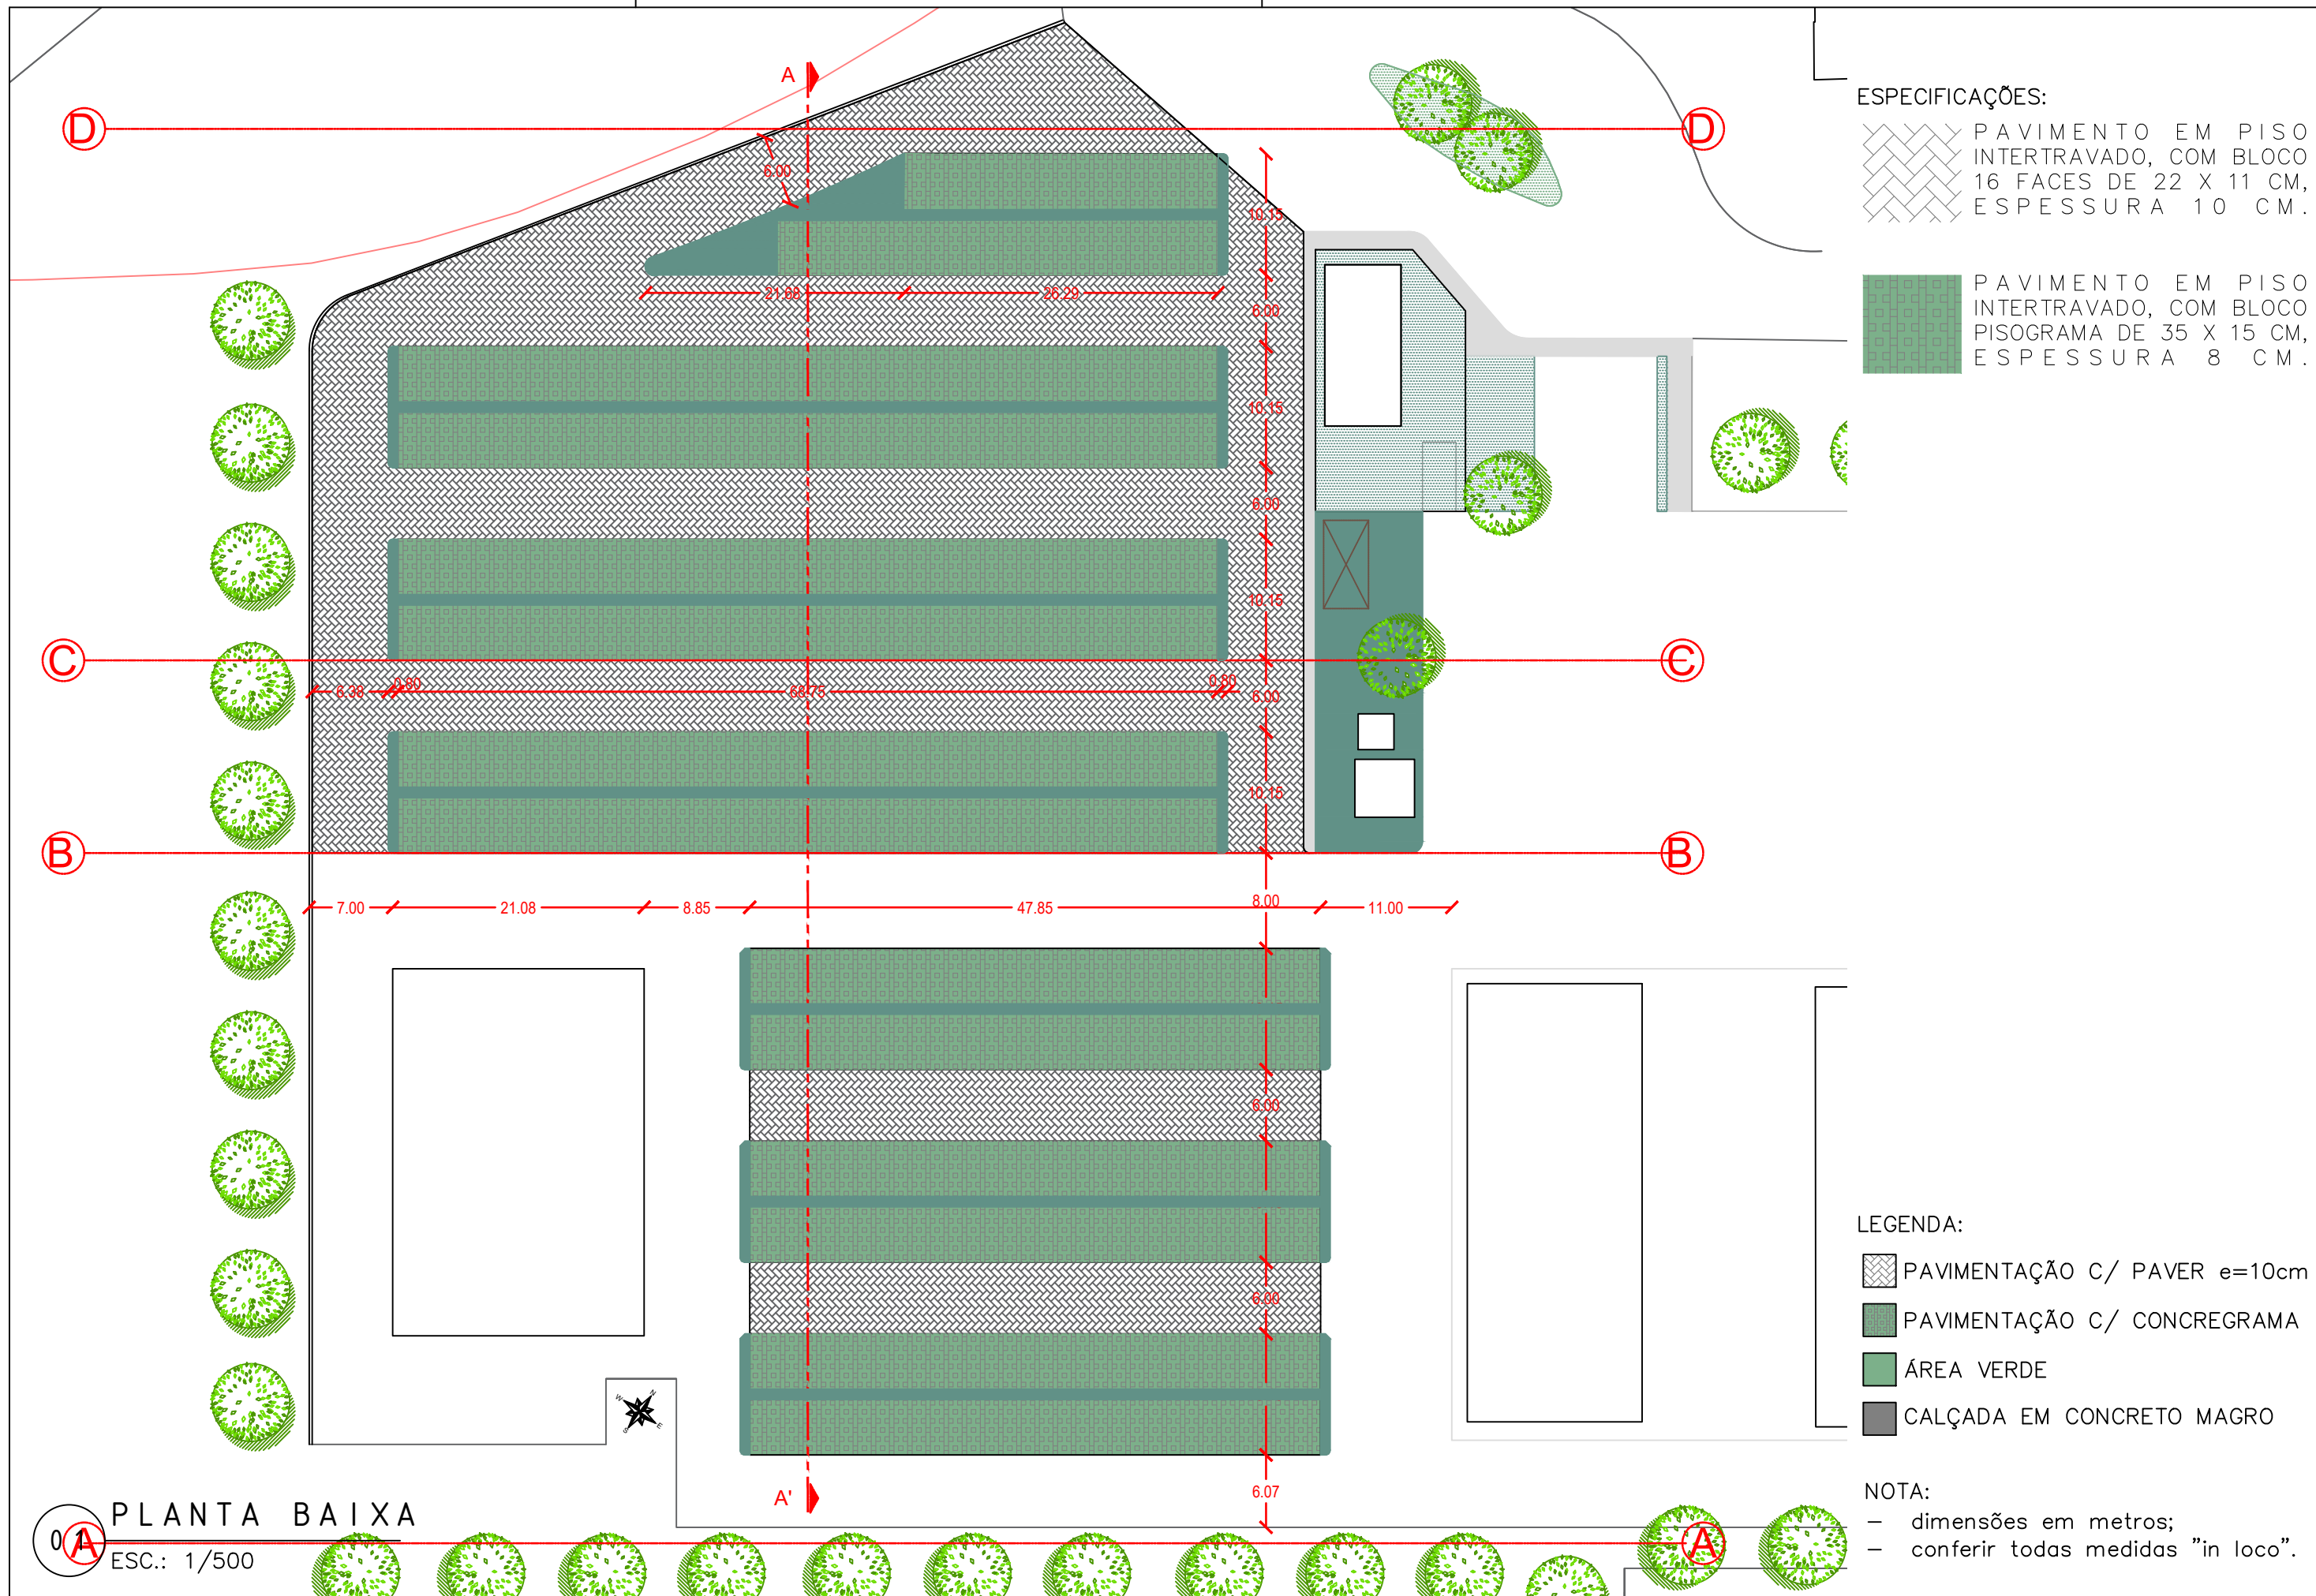 A
D
D
6.00
10.15
21.68
26.29
6.00
10.15
6.00
10.15
C
C
6.39
0.80
68.75
0.80
6.00
10.15
B
B
7.00
21.08
8.85
47.85
8.00
11.00
6.00
6.00
N
W
E
S
A'
6.07
ESPECIFICAÇÕES:
PAVIMENTO EM PISO
INTERTRAVADO, COM BLOCO
16 FACES DE 22 X 11 CM,
ESPESSURA 10 CM.
PAVIMENTO EM PISO
INTERTRAVADO, COM BLOCO
PISOGRAMA DE 35 X 15 CM,
ESPESSURA 8 CM.
LEGENDA:
PAVIMENTAÇÃO C/ PAVER e=10cm
PAVIMENTAÇÃO C/ CONCREGRAMA
ÁREA VERDE
CALÇADA EM CONCRETO MAGRO
NOTA:
– dimensões em metros;
– conferir todas medidas "in loco".
01
PLANTA BAIXA
A
A
ESC.: 1/500